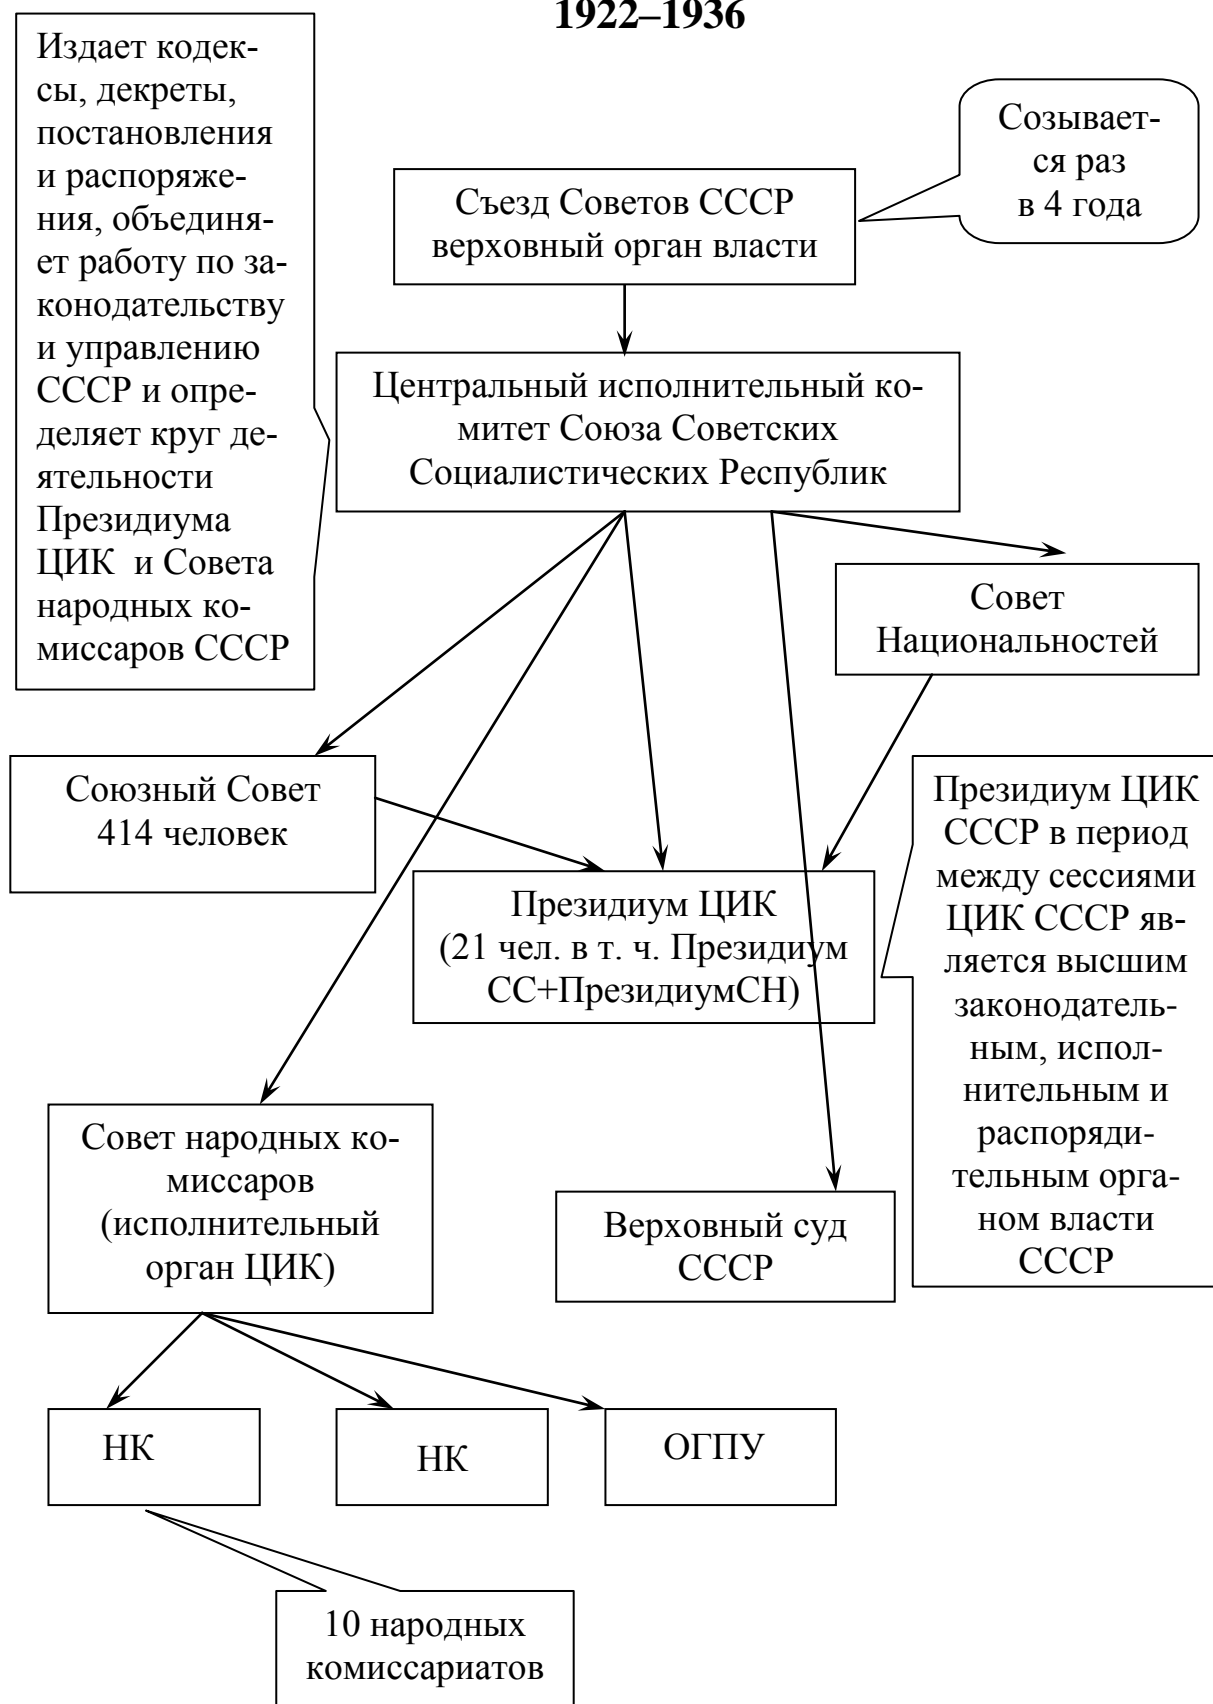 1922–1936
Издает кодек-
сы, декреты,
постановления
и распоряже-
ния, объединя-
ет работу по за-
конодательству
и управлению
СССР и опре-
деляет круг де-
ятельности
Президиума
ЦИК и Совета
народных ко-
миссаров СССР
Созывает-
ся раз
в 4 года
Съезд Советов СССР
верховный орган власти
Центральный исполнительный ко-
митет Союза Советских
Социалистических Республик
Совет
Национальностей
Союзный Совет
414 человек
Президиум ЦИК
(21 чел. в т. ч. Президиум
СС+ПрезидиумСН)
Президиум ЦИК
СССР в период
между сессиями
ЦИК СССР яв-
ляется высшим
законодатель-
ным, испол-
нительным и
распоряди-
тельным орга-
ном власти
СССР
Совет народных ко-
миссаров
(исполнительный
орган ЦИК)
Верховный суд
СССР
НК
НК
ОГПУ
10 народных
комиссариатов